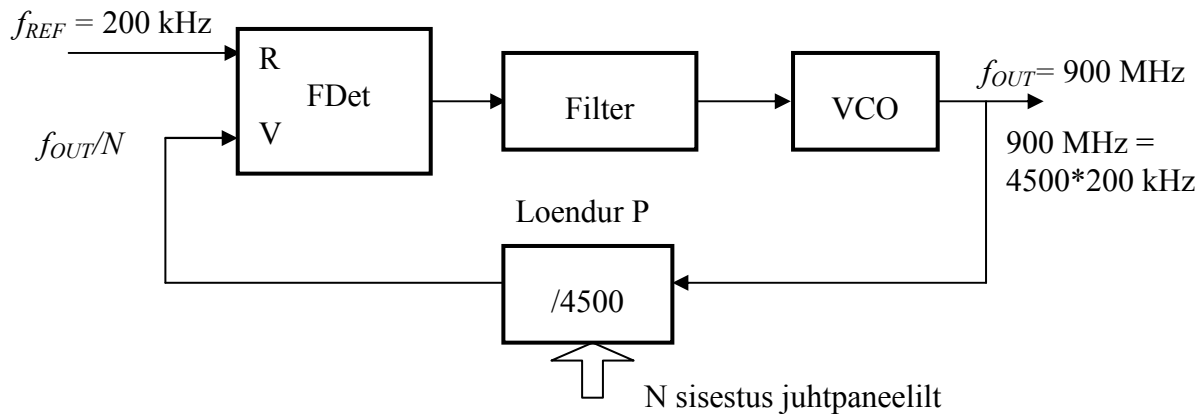 f_REF = 200 kHz
R
FDet
V
Filter
VCO
f_OUT= 900 MHz
f_OUT/N
900 MHz =
4500*200 kHz
Loendur P
/4500
N sisestus juhtpaneelilt